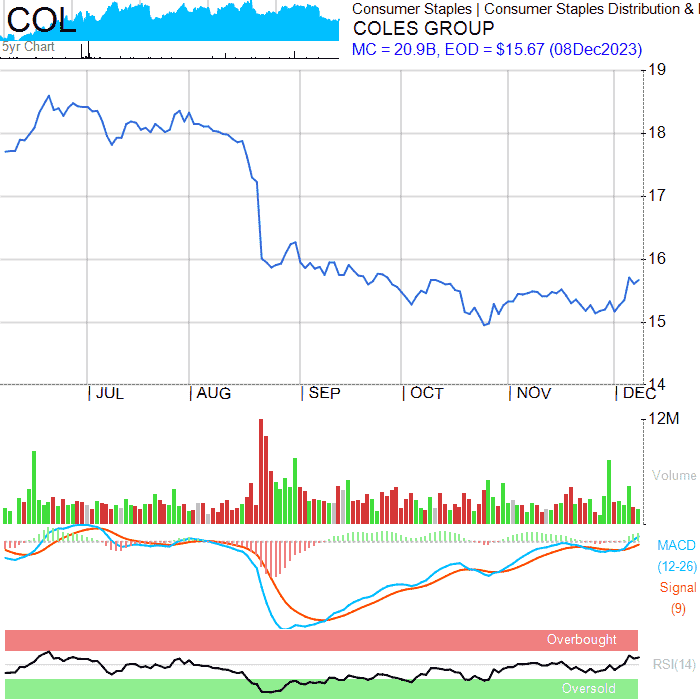 COL
5yr Chart
Consumer Staples | Consumer Staples Distribution &
COLES GROUP
MC = 20.9B, EOD = $15.67 (08Dec2023)
19
18
17
16
15
14
JUL
AUG
SEP
OCT
NOV
DEC
12M
Volume
MACD
(12-26)
Signal
(9)
Overbought
RSI(14)
Oversold